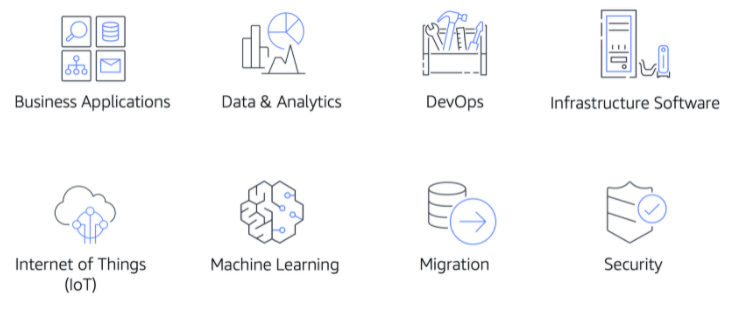 Business Applications
Data & Analytics
DevOps
Infrastructure Software
Internet of Things
(IoT)
Machine Learning
Migration
Security